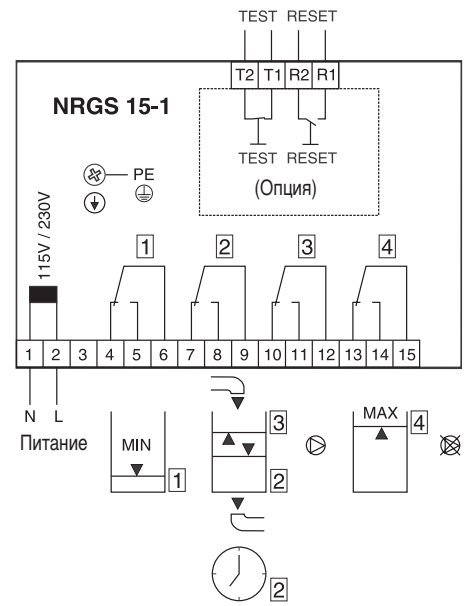 TEST RESET
T2 T1 R2 R1
NRGS 15-1
TEST RESET
(Опция)
PE
115V / 230V
1 2 3 4
1 2 3 4 5 6 7 8 9 10 11 12 13 14 15
N L
Питание
MIN
1
3
2
MAX
4
2